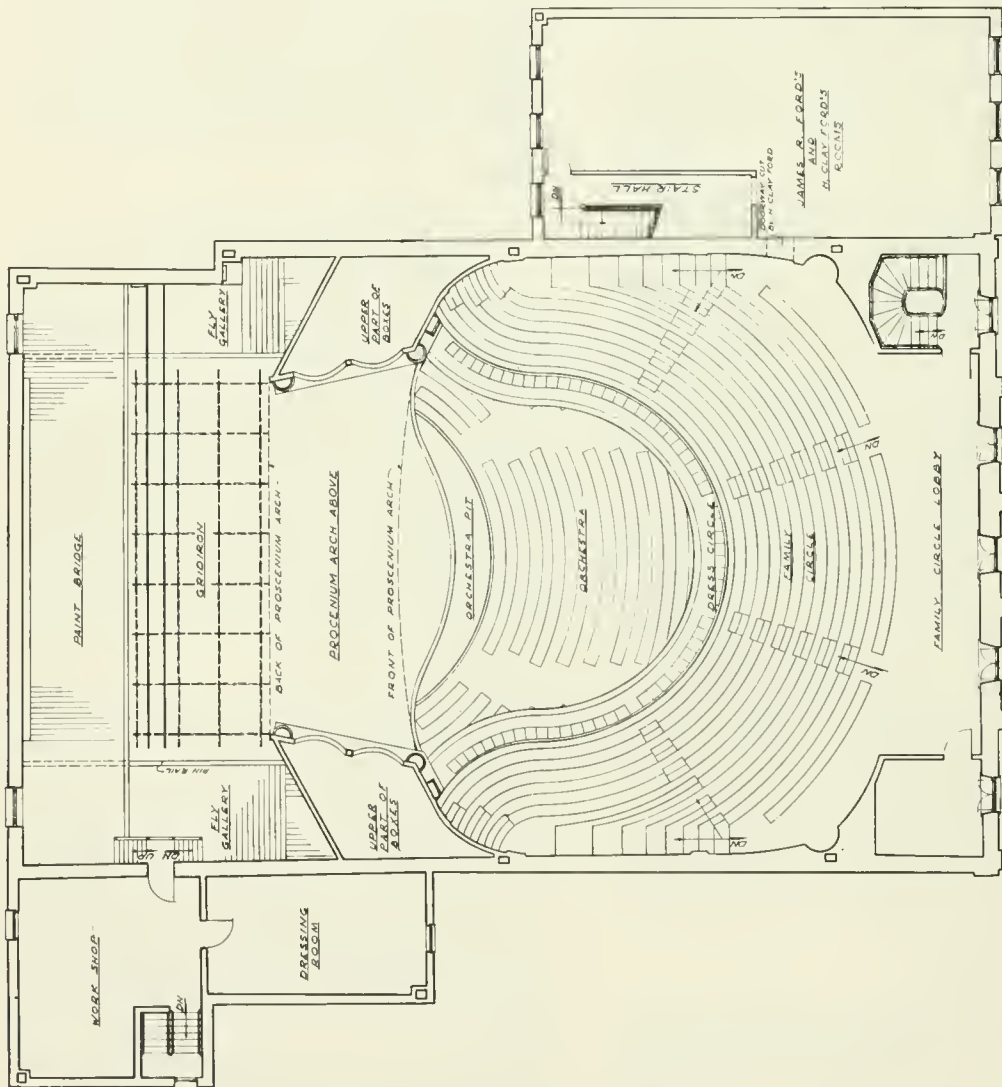 JAMES R. FORD'S
AND
H. CLAY FORD'S
ROOMS
STAIR HALL
DN
DOORWAY CUT
BY H CLAY FORD
FLY
GALLERY
UPPER
PART OF
BOXES
DN
DN
PAINT BRIDGE
GRIDIRON
BACK OF PROSCENIUM ARCH
PROCENIUM ARCH ABOVE
FRONT OF PROSCENIUM ARCH
ORCHESTRA PIT
ORCHESTRA
DRESS CIRCLE
FAMILY
CIRCLE
DN
FAMILY CIRCLE LOBBY
DN
PIN RAIL
FLY
GALLERY
UPPER
PART OF
BOXES
DN
DN UP
WORK SHOP
DRESSING
ROOM
DN